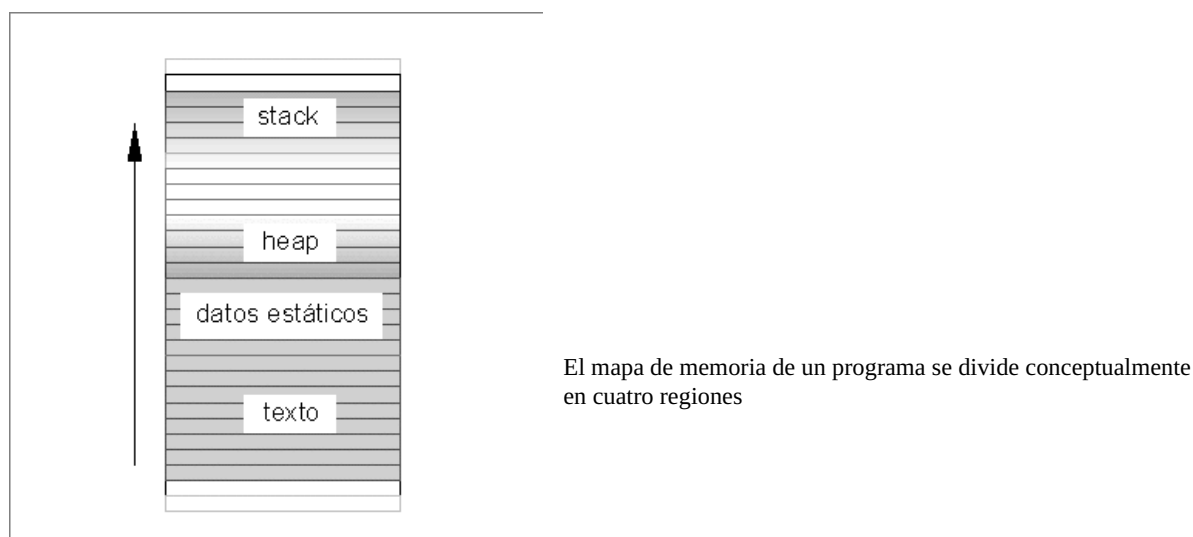 stack
heap
datos estáticos
texto
El mapa de memoria de un programa se divide conceptualmente
en cuatro regiones